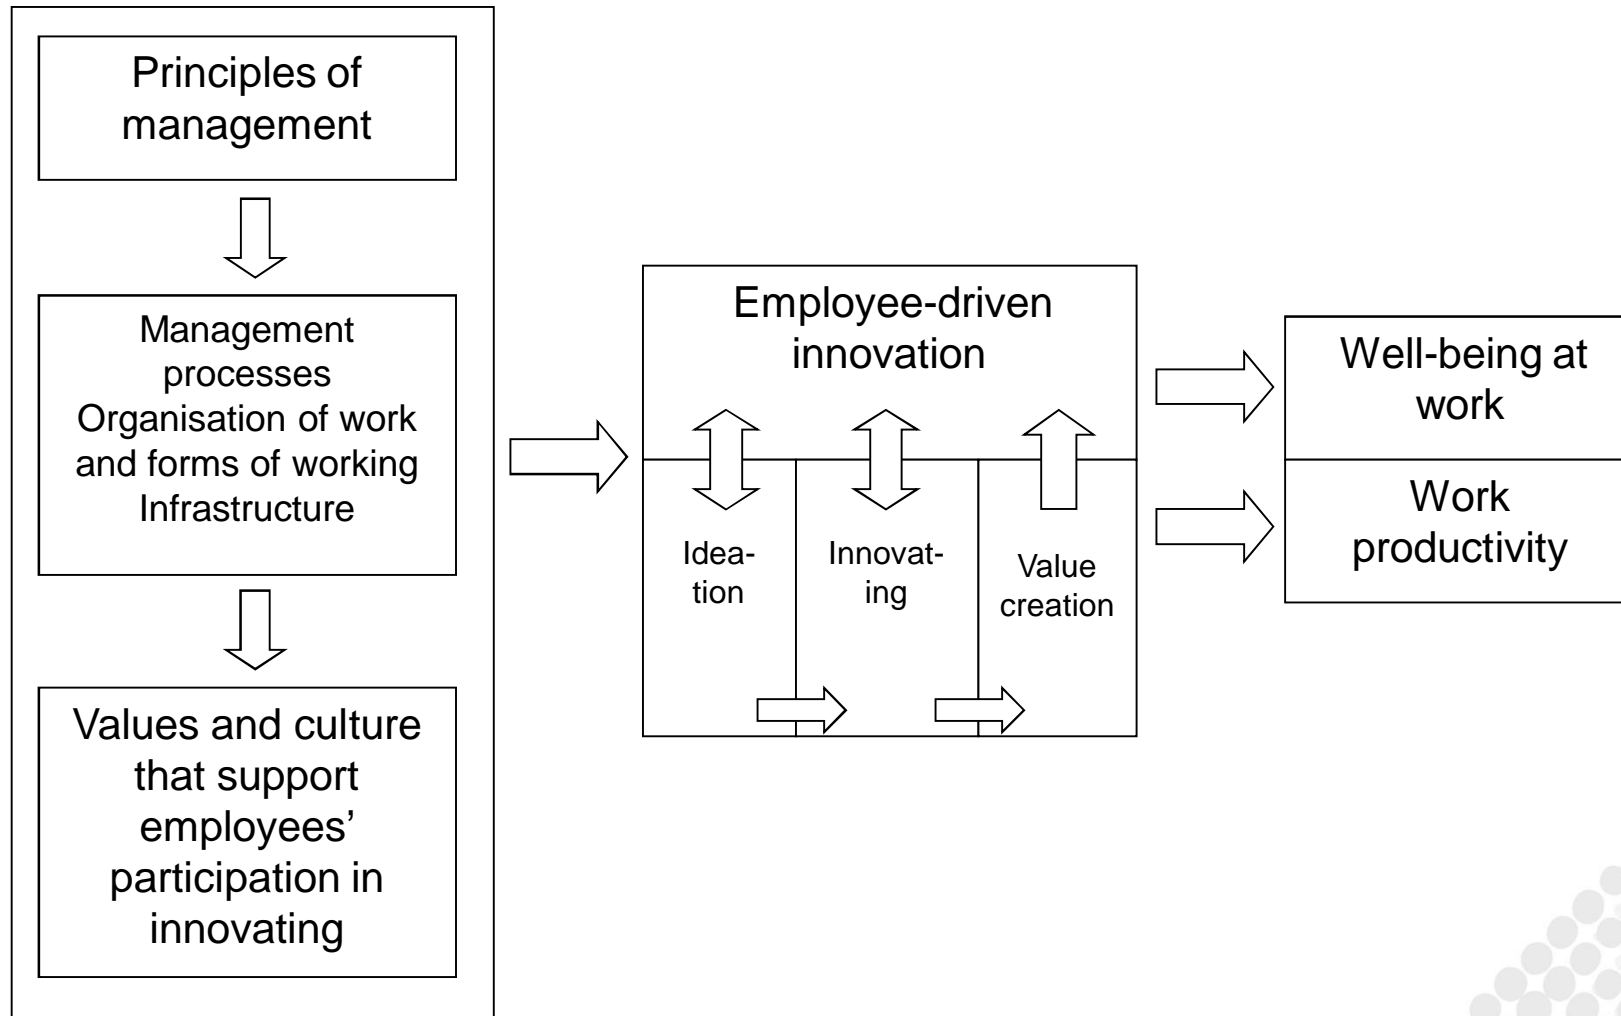 Principles of
management
Management
processes
Organisation of work
and forms of working
Infrastructure
Values and culture
that support
employees’
participation in
innovating
Employee-driven
innovation
Idea-
tion
Innovat-
ing
Value
creation
Well-being at
work
Work
productivity